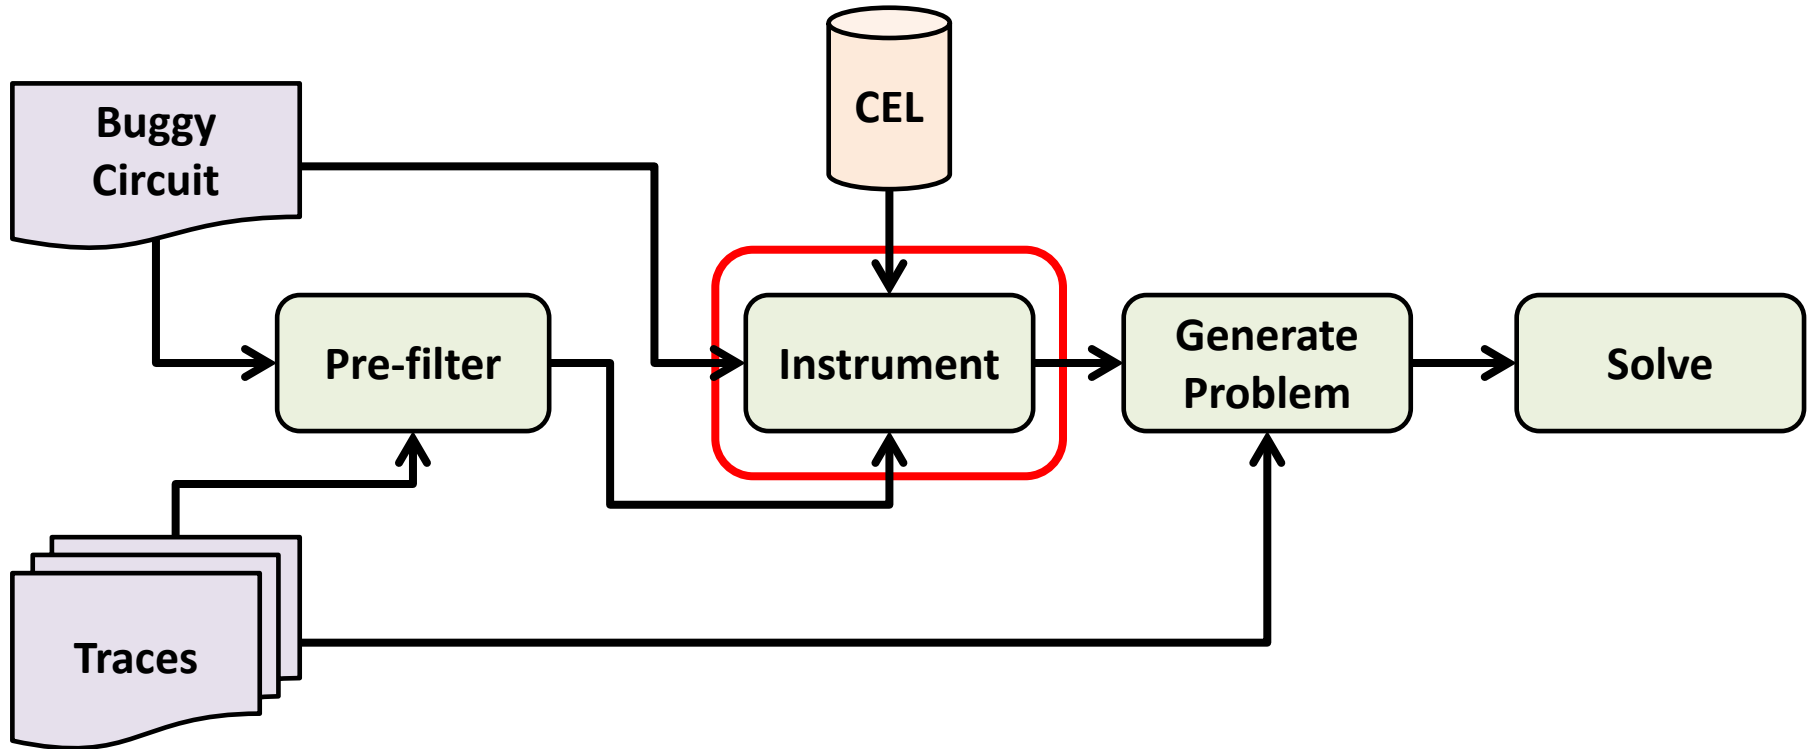 CEL
Buggy
Circuit
Pre-filter
Instrument
Generate
Problem
Solve
Traces